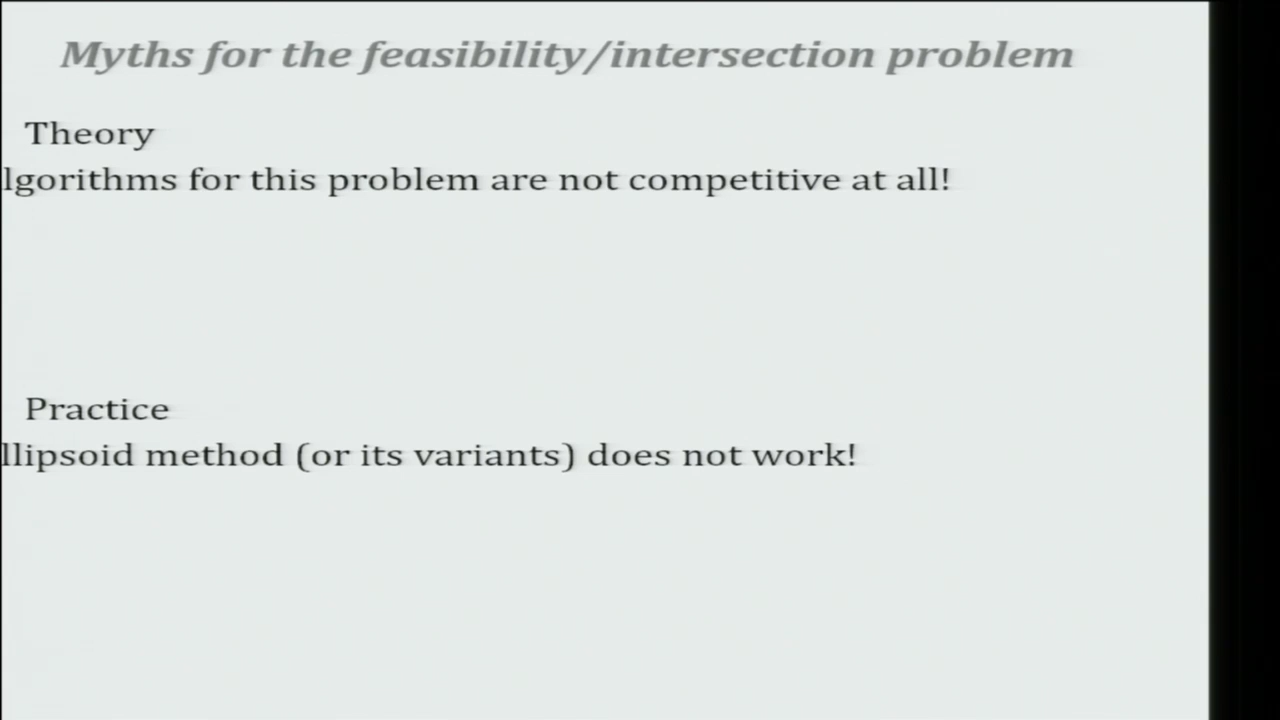 Myths for the feasibility/intersection problem
Theory
lgorithms for this problem are not competitive at all!
Practice
llipsoid method (or its variants) does not work!